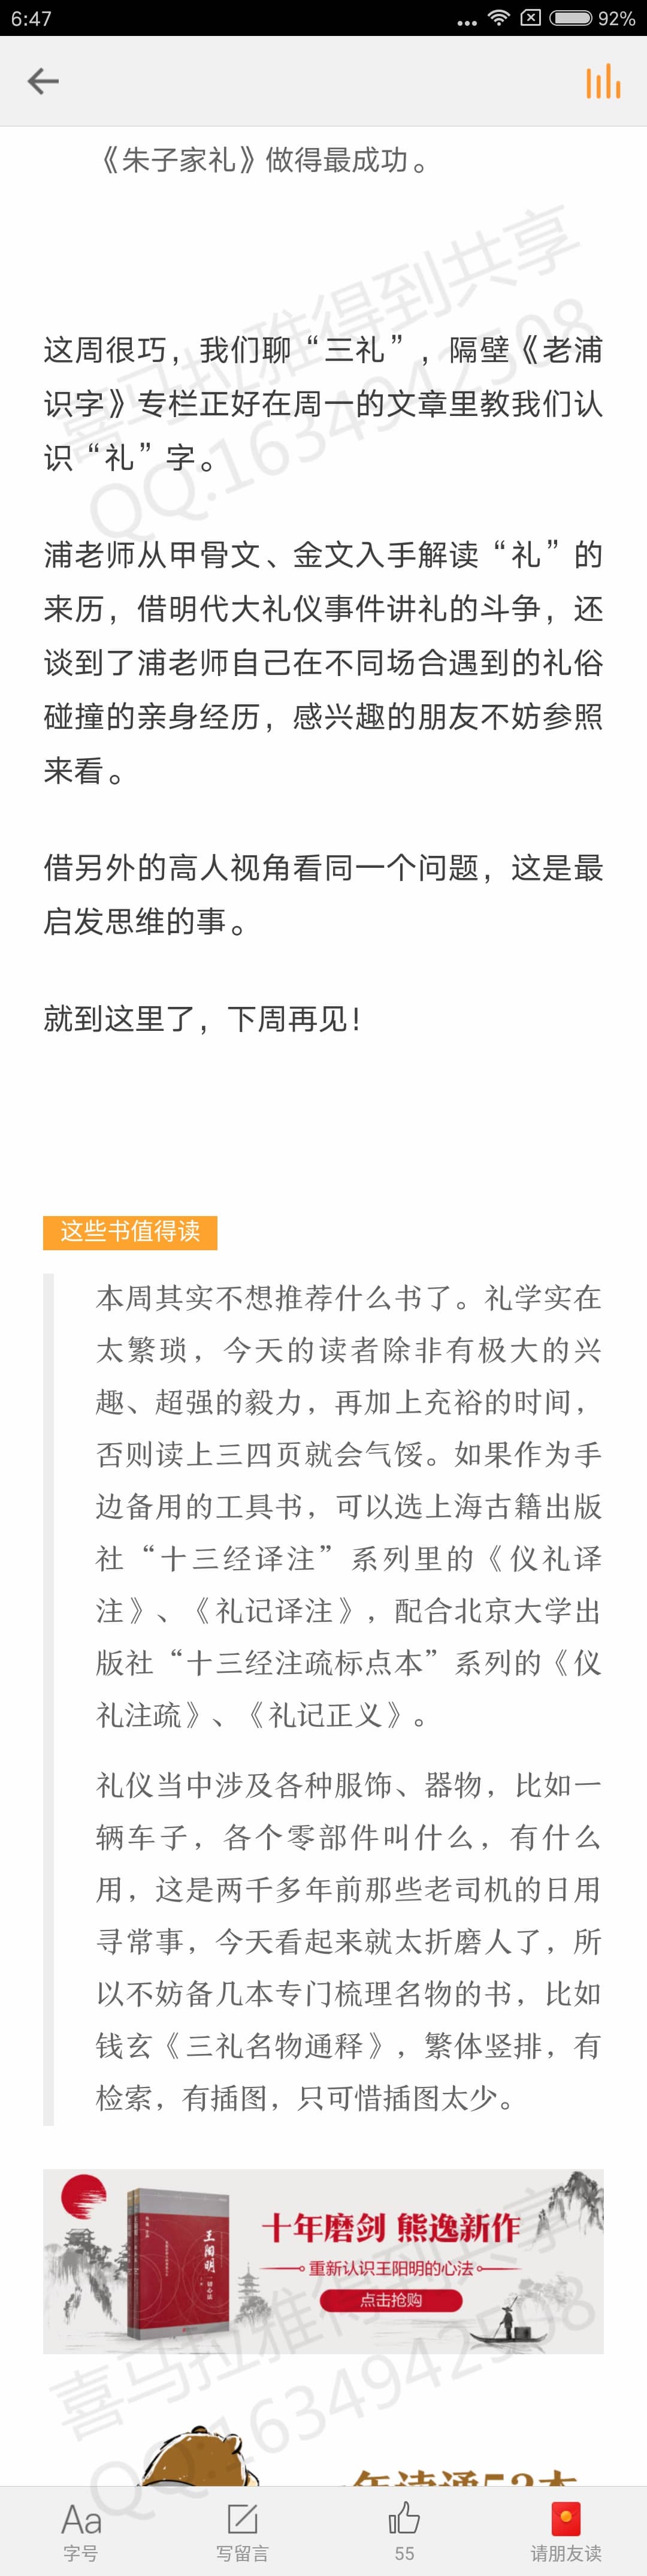 6:47
92%
《朱子家礼》做得最成功。
这周很巧，我们聊“三礼”，隔壁《老浦
识字》专栏正好在周一的文章里教我们认
识“礼”字。
浦老师从甲骨文、金文入手解读“礼”的
来历，借明代大礼仪事件讲礼的斗争，还
谈到了浦老师自己在不同场合遇到的礼俗
碰撞的亲身经历，感兴趣的朋友不妨参照
来看。
借另外的高人视角看同一个问题，这是最
启发思维的事。
就到这里了，下周再见！
喜马拉雅得到共享
QQ:1634942508
这些书值得读
本周其实不想推荐什么书了。礼学实在
太繁琐，今天的读者除非有极大的兴
趣、超强的毅力，再加上充裕的时间，
否则读上三四页就会气馁。如果作为手
边备用的工具书，可以选上海古籍出版
社“十三经译注”系列里的《仪礼译
注》、《礼记译注》，配合北京大学出
版社“十三经注疏标点本”系列的《仪
礼注疏》、《礼记正义》。
礼仪当中涉及各种服饰、器物，比如一
辆车子，各个零部件叫什么，有什么
用，这是两千多年前那些老司机的日用
寻常事，今天看起来就太折磨人了，所
以不妨备几本专门梳理名物的书，比如
钱玄《三礼名物通释》，繁体竖排，有
检索，有插图，只可惜插图太少。
王阳明
一切心法
十年磨剑 熊逸新作
重新认识王阳明的心法
点击抢购
喜马拉雅得到共享
QQ:1634942508
一年读通52本
Aa
字号
写留言
55
请朋友读